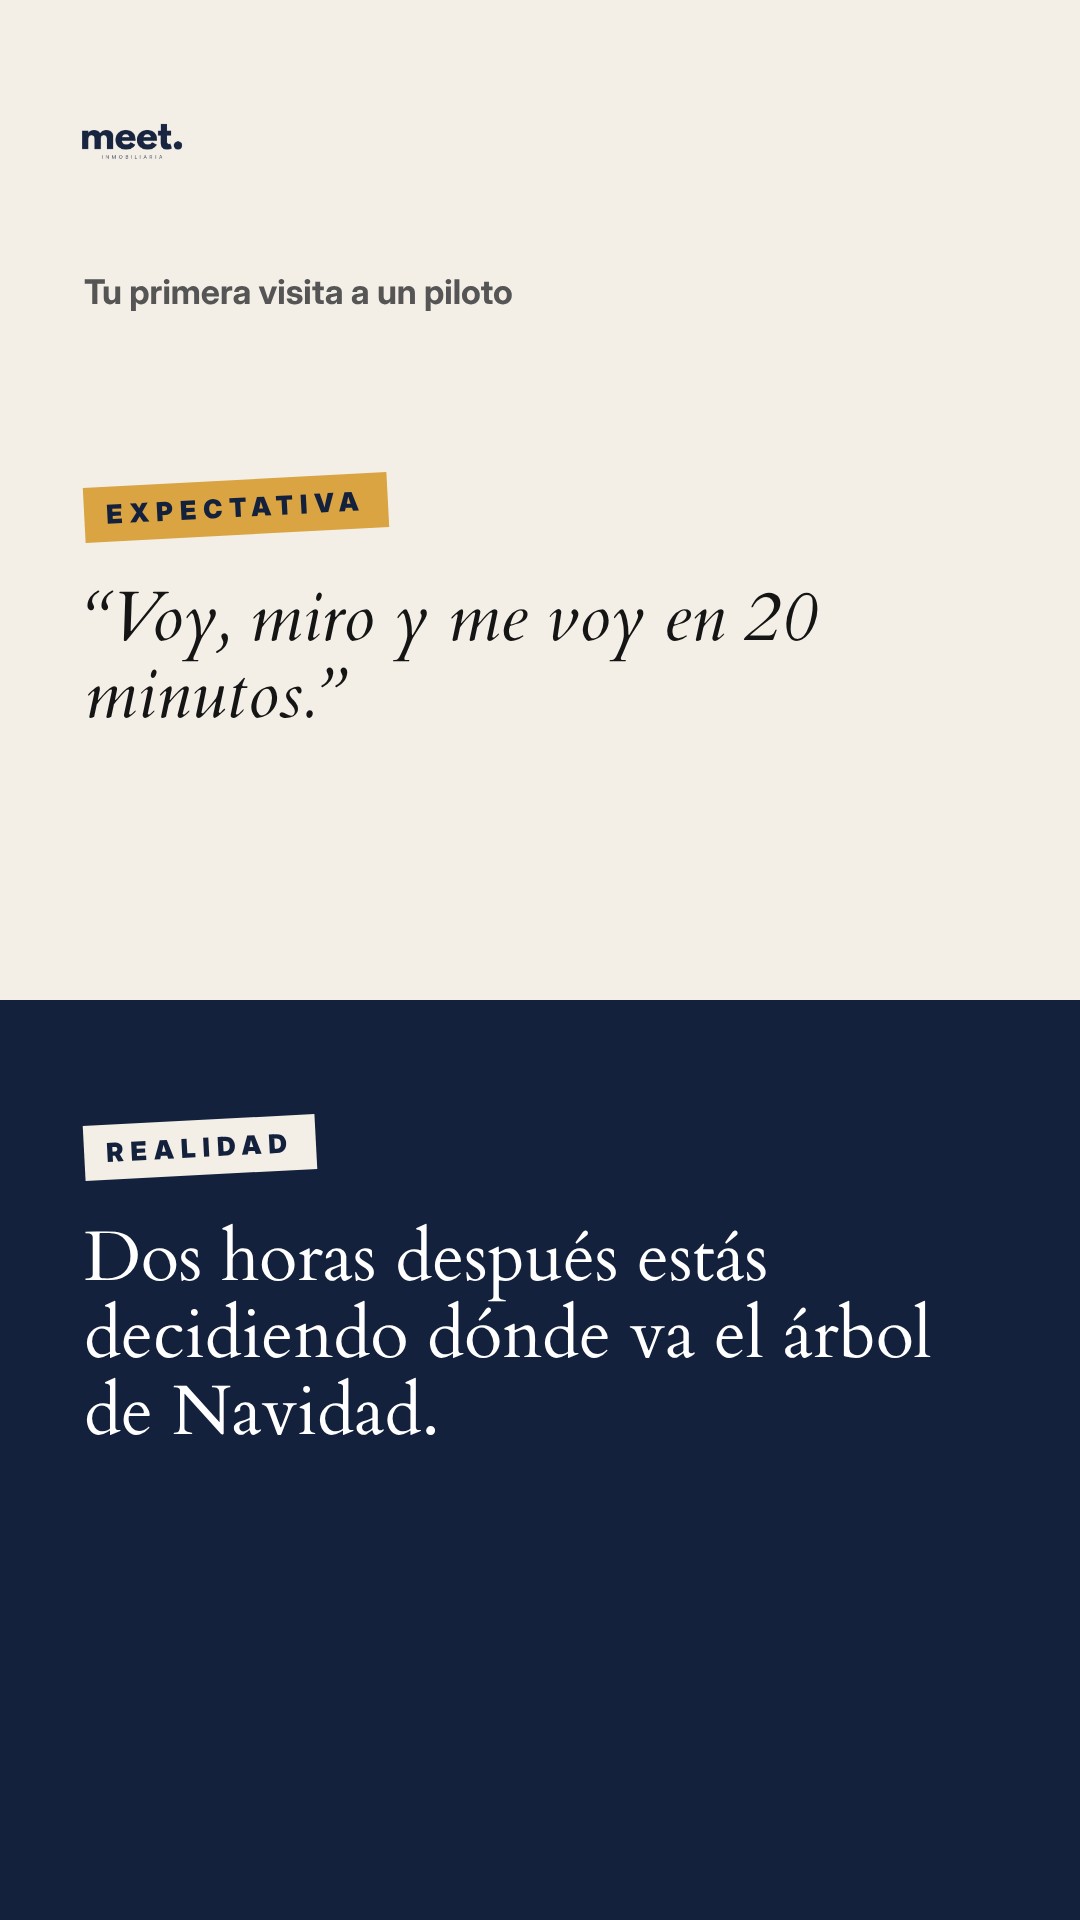 meet.
INMOBILIARIA
Tu primera visita a un piloto
EXPECTATIVA
“Voy, miro y me voy en 20
minutos.”
REALIDAD
Dos horas después estás
decidiendo dónde va el árbol
de Navidad.